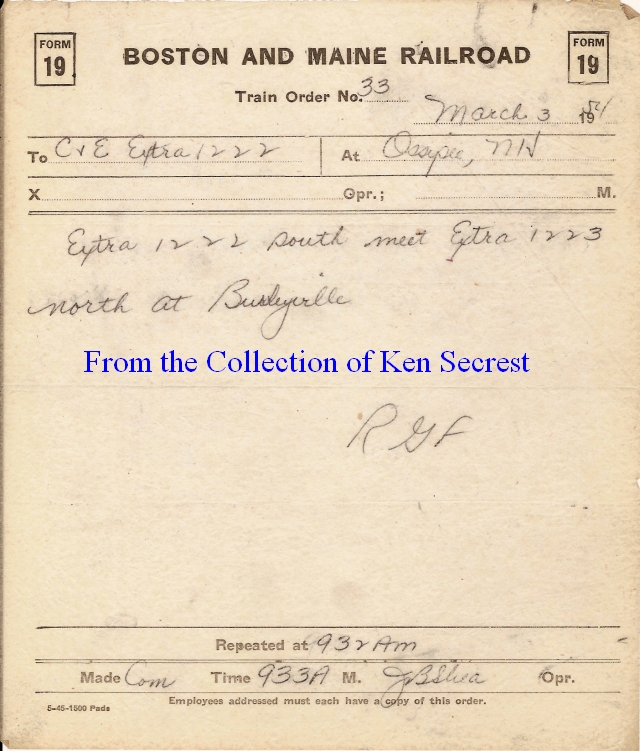 FORM 19 BOSTON AND MAINE RAILROAD FORM 19
Train Order No. 33
March 3 1954
To C & E Extra 1222 At Ossipee, NH
X Opr.; M.
Extra 1222 south meet Extra 1223
north at Burleyville
From the Collection of Ken Secrest
RGF
Repeated at 932 Am
Made Com Time 933A M. JBShea Opr.
5-45-1500 Pads Employees addressed must each have a copy of this order.